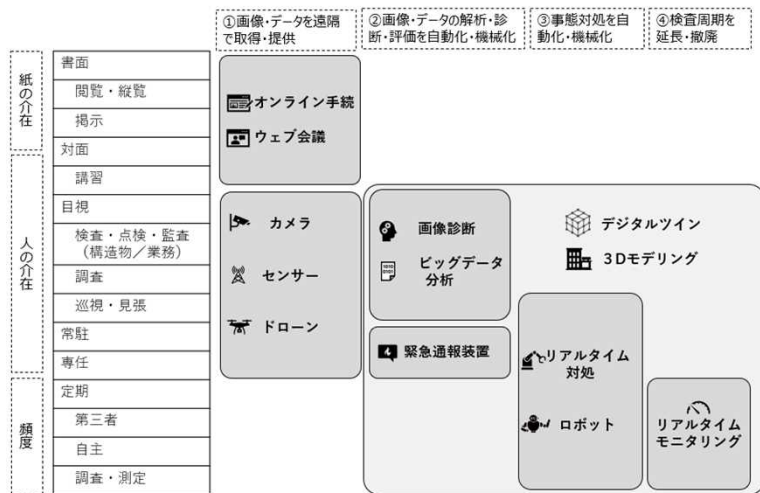 ①画像・データを遠隔
で取得・提供
②画像・データの解析・診
断・評価を自動化・機械化
③事態対処を自
動化・機械化
④検査周期を
延長・撤廃
紙の介在
書面
閲覧・縦覧
掲示
人の介在
対面
講習
目視
検査・点検・監査
(構造物/業務)
調査
巡視・見張
常駐
専任
頻度
定期
第三者
自主
調査・測定
オンライン手続
ウェブ会議
カメラ
センサー
ドローン
画像診断
ビッグデータ
分析
緊急通報装置
デジタルツイン
3Dモデリング
リアルタイム
対処
ロボット
リアルタイム
モニタリング